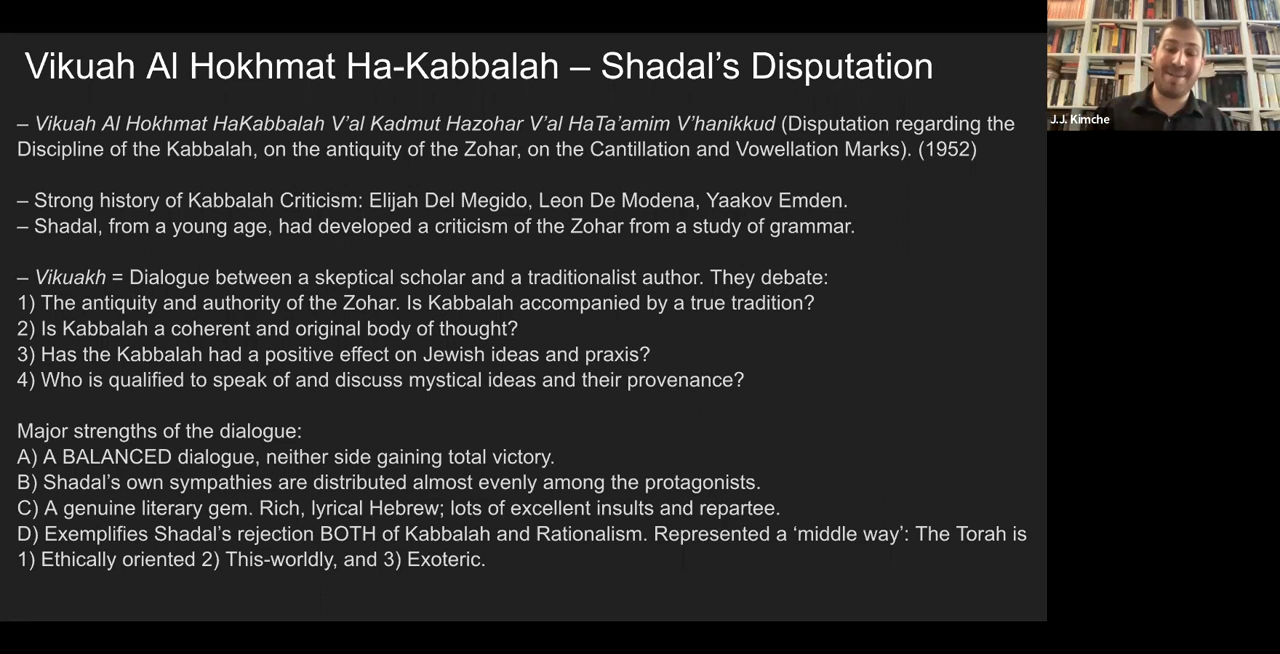 Vikuah Al Hokhmat Ha-Kabbalah – Shadal's Disputation
– Vikuah Al Hokhmat HaKabbalah V'al Kadmut Hazohar V'al HaTa'amim V'hanikkud (Disputation regarding the
Discipline of the Kabbalah, on the antiquity of the Zohar, on the Cantillation and Vowellation Marks). (1952)
– Strong history of Kabbalah Criticism: Elijah Del Megido, Leon De Modena, Yaakov Emden.
– Shadal, from a young age, had developed a criticism of the Zohar from a study of grammar.
– Vikuakh = Dialogue between a skeptical scholar and a traditionalist author. They debate:
1) The antiquity and authority of the Zohar. Is Kabbalah accompanied by a true tradition?
2) Is Kabbalah a coherent and original body of thought?
3) Has the Kabbalah had a positive effect on Jewish ideas and praxis?
4) Who is qualified to speak of and discuss mystical ideas and their provenance?
Major strengths of the dialogue:
A) A BALANCED dialogue, neither side gaining total victory.
B) Shadal's own sympathies are distributed almost evenly among the protagonists.
C) A genuine literary gem. Rich, lyrical Hebrew; lots of excellent insults and repartee.
D) Exemplifies Shadal's rejection BOTH of Kabbalah and Rationalism. Represented a 'middle way': The Torah is
1) Ethically oriented 2) This-worldly, and 3) Exoteric.
J.J. Kimche